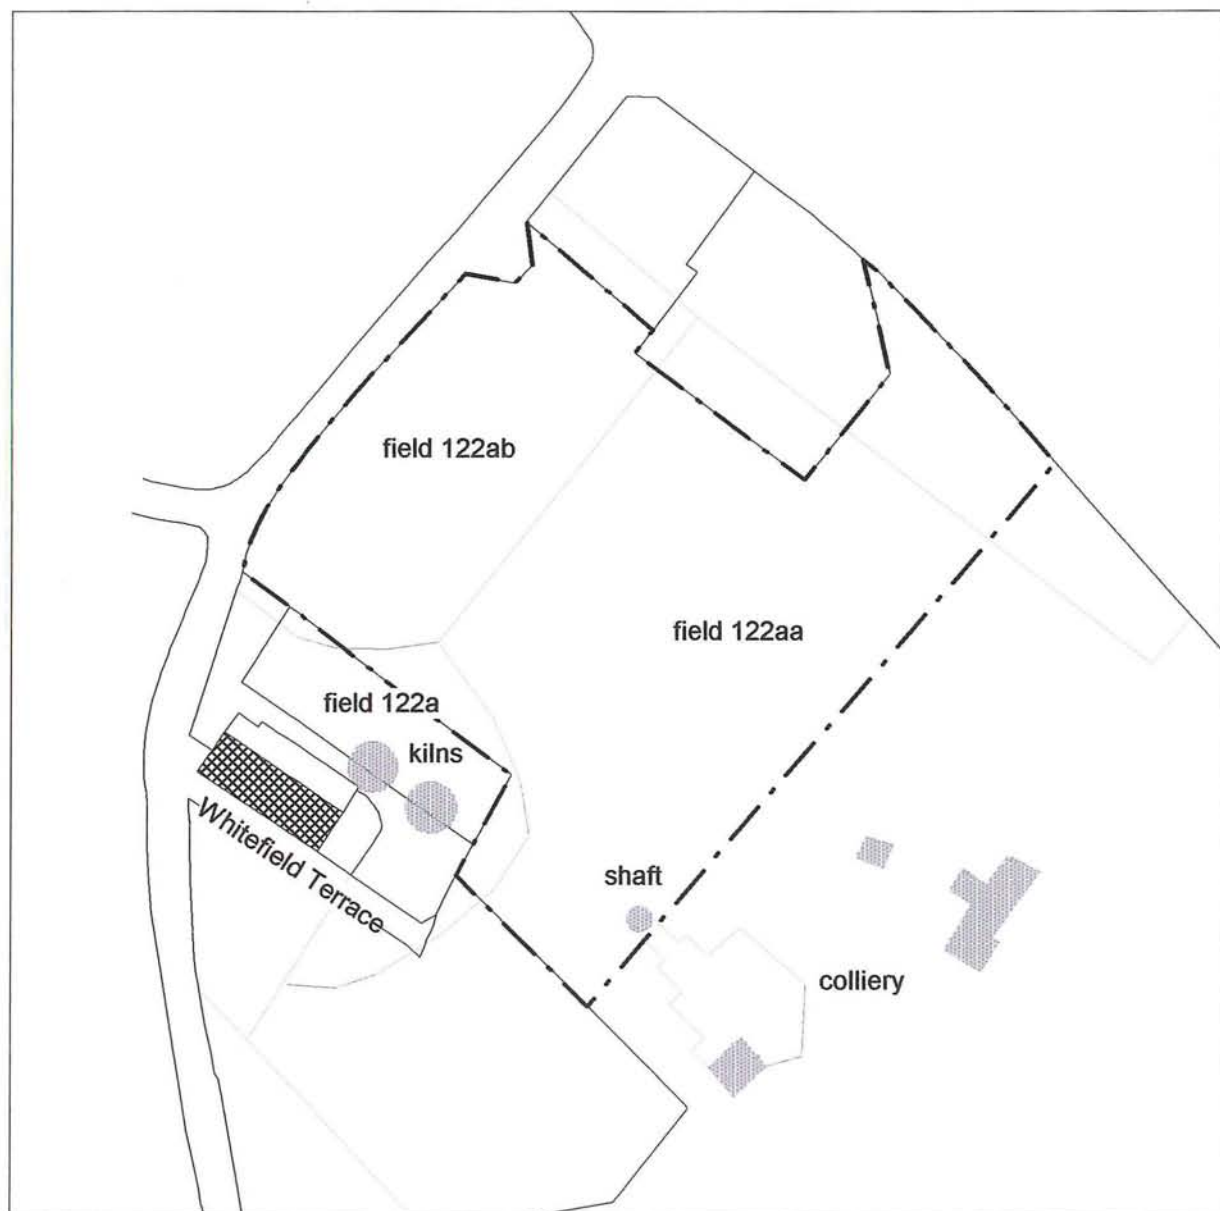 field 122ab
field 122aa
field 122a
kilns
Whitefield Terrace
shaft
colliery